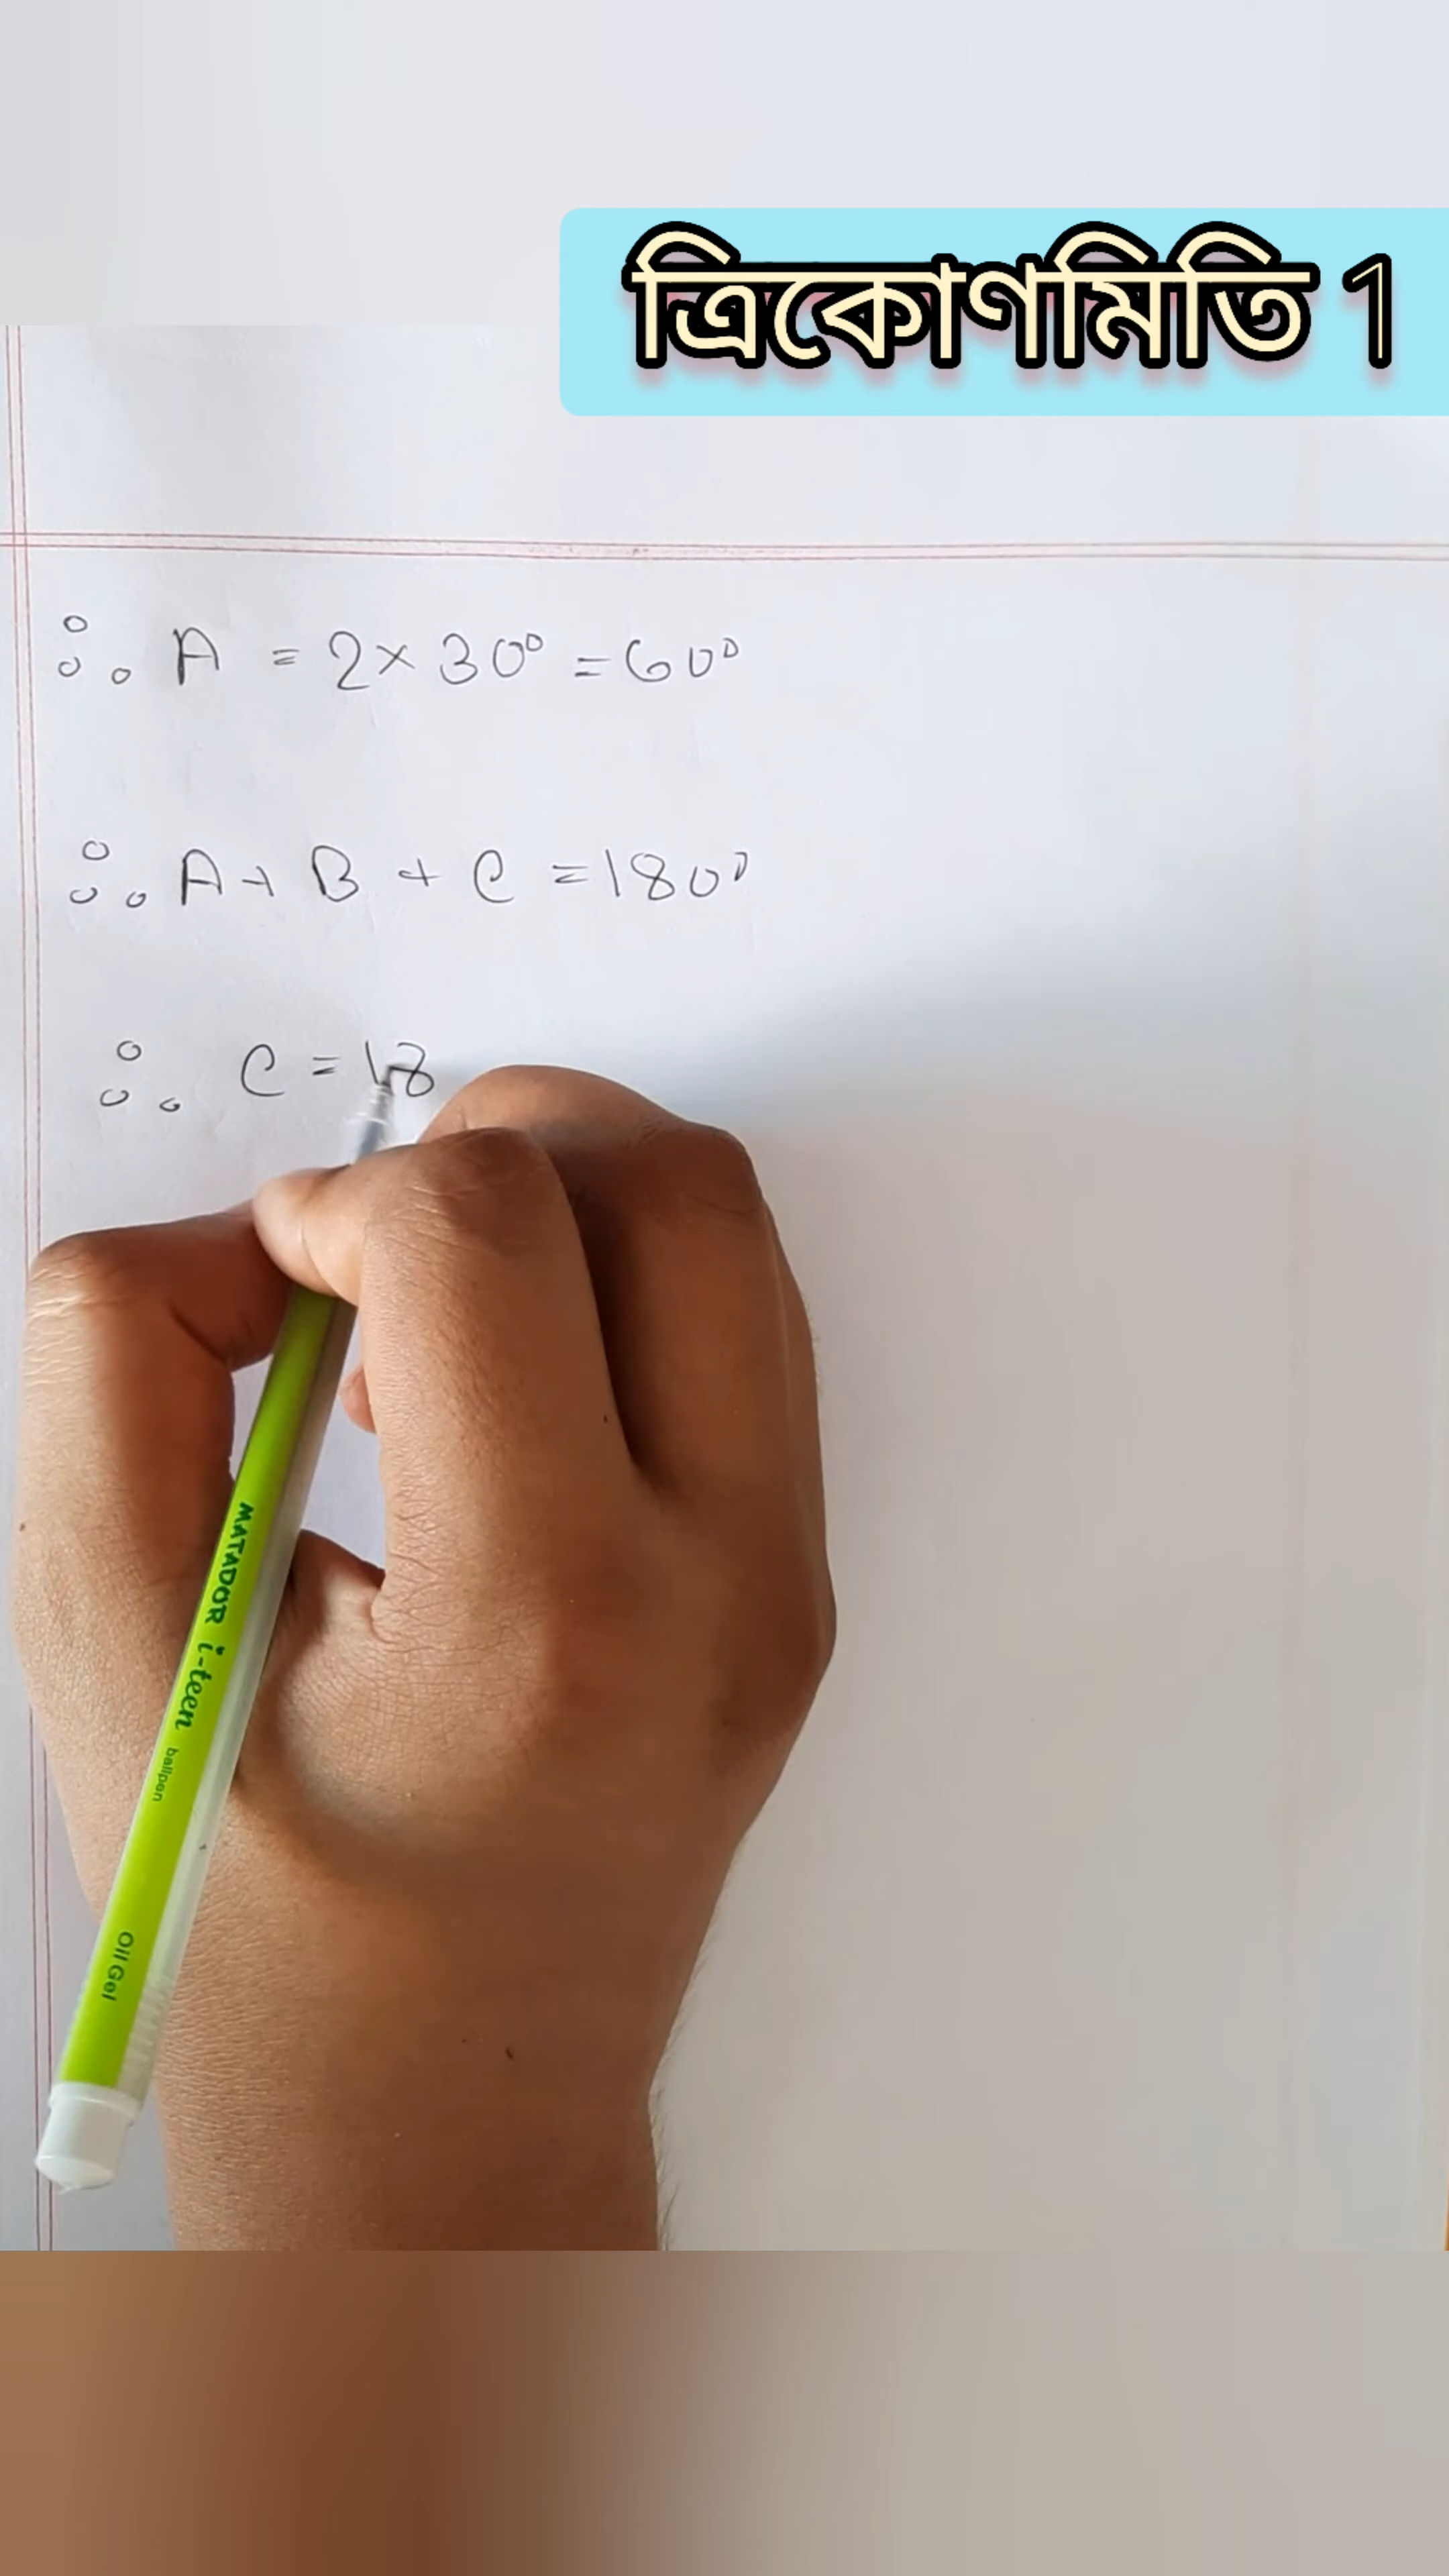 ত্রিকোণমিতি 1
∴ A = 2 × 30° = 60°
∴ A + B + C = 180°
∴ C = 18
MATADOR i-teen ballpen Oil Gel